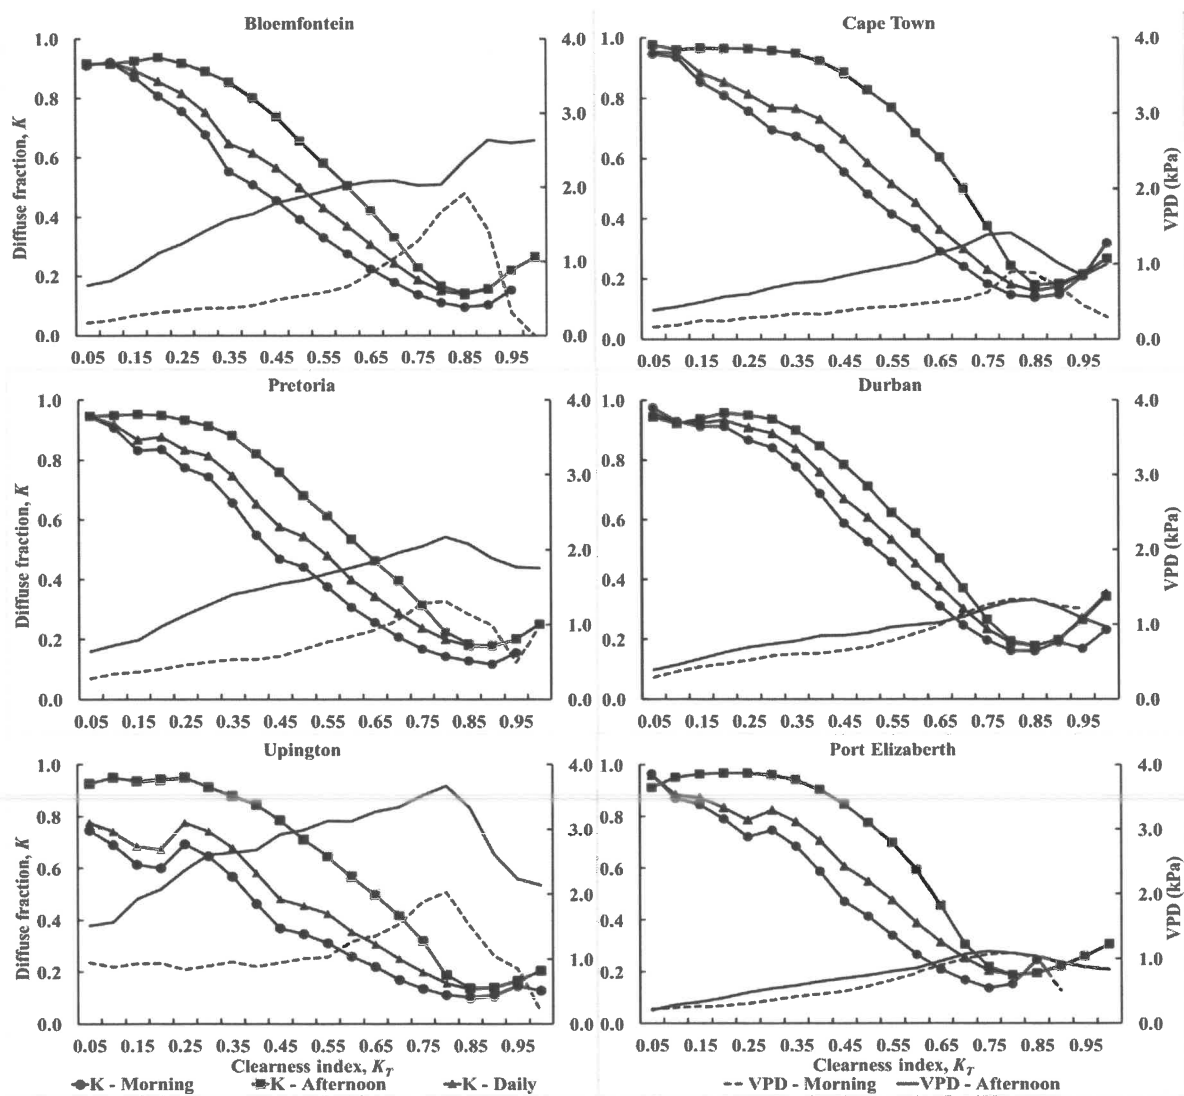 Bloemfontein
Cape Town
1.0 4.0 1.0 4.0
0.8 3.0 0.8 3.0
0.6 2.0 0.6 2.0
0.4 0.4
0.2 1.0 0.2 1.0
0.0 0.0 0.0 0.0
Diffuse fraction, K
VPD (kPa)
0.05 0.15 0.25 0.35 0.45 0.55 0.65 0.75 0.85 0.95
0.05 0.15 0.25 0.35 0.45 0.55 0.65 0.75 0.85 0.95
Pretoria
Durban
1.0 4.0 1.0 4.0
0.8 3.0 0.8 3.0
0.6 2.0 0.6 2.0
0.4 0.4
0.2 1.0 0.2 1.0
0.0 0.0 0.0 0.0
Diffuse fraction, K
VPD (kPa)
0.05 0.15 0.25 0.35 0.45 0.55 0.65 0.75 0.85 0.95
0.05 0.15 0.25 0.35 0.45 0.55 0.65 0.75 0.85 0.95
Upington
Port Elizaberth
1.0 4.0 1.0 4.0
0.8 3.0 0.8 3.0
0.6 2.0 0.6 2.0
0.4 0.4
0.2 1.0 0.2 1.0
0.0 0.0 0.0 0.0
Diffuse fraction, K
VPD (kPa)
0.05 0.15 0.25 0.35 0.45 0.55 0.65 0.75 0.85 0.95
0.05 0.15 0.25 0.35 0.45 0.55 0.65 0.75 0.85 0.95
Clearness index, K_T
Clearness index, K_T
K - Morning K - Afternoon K - Daily
VPD - Morning VPD - Afternoon